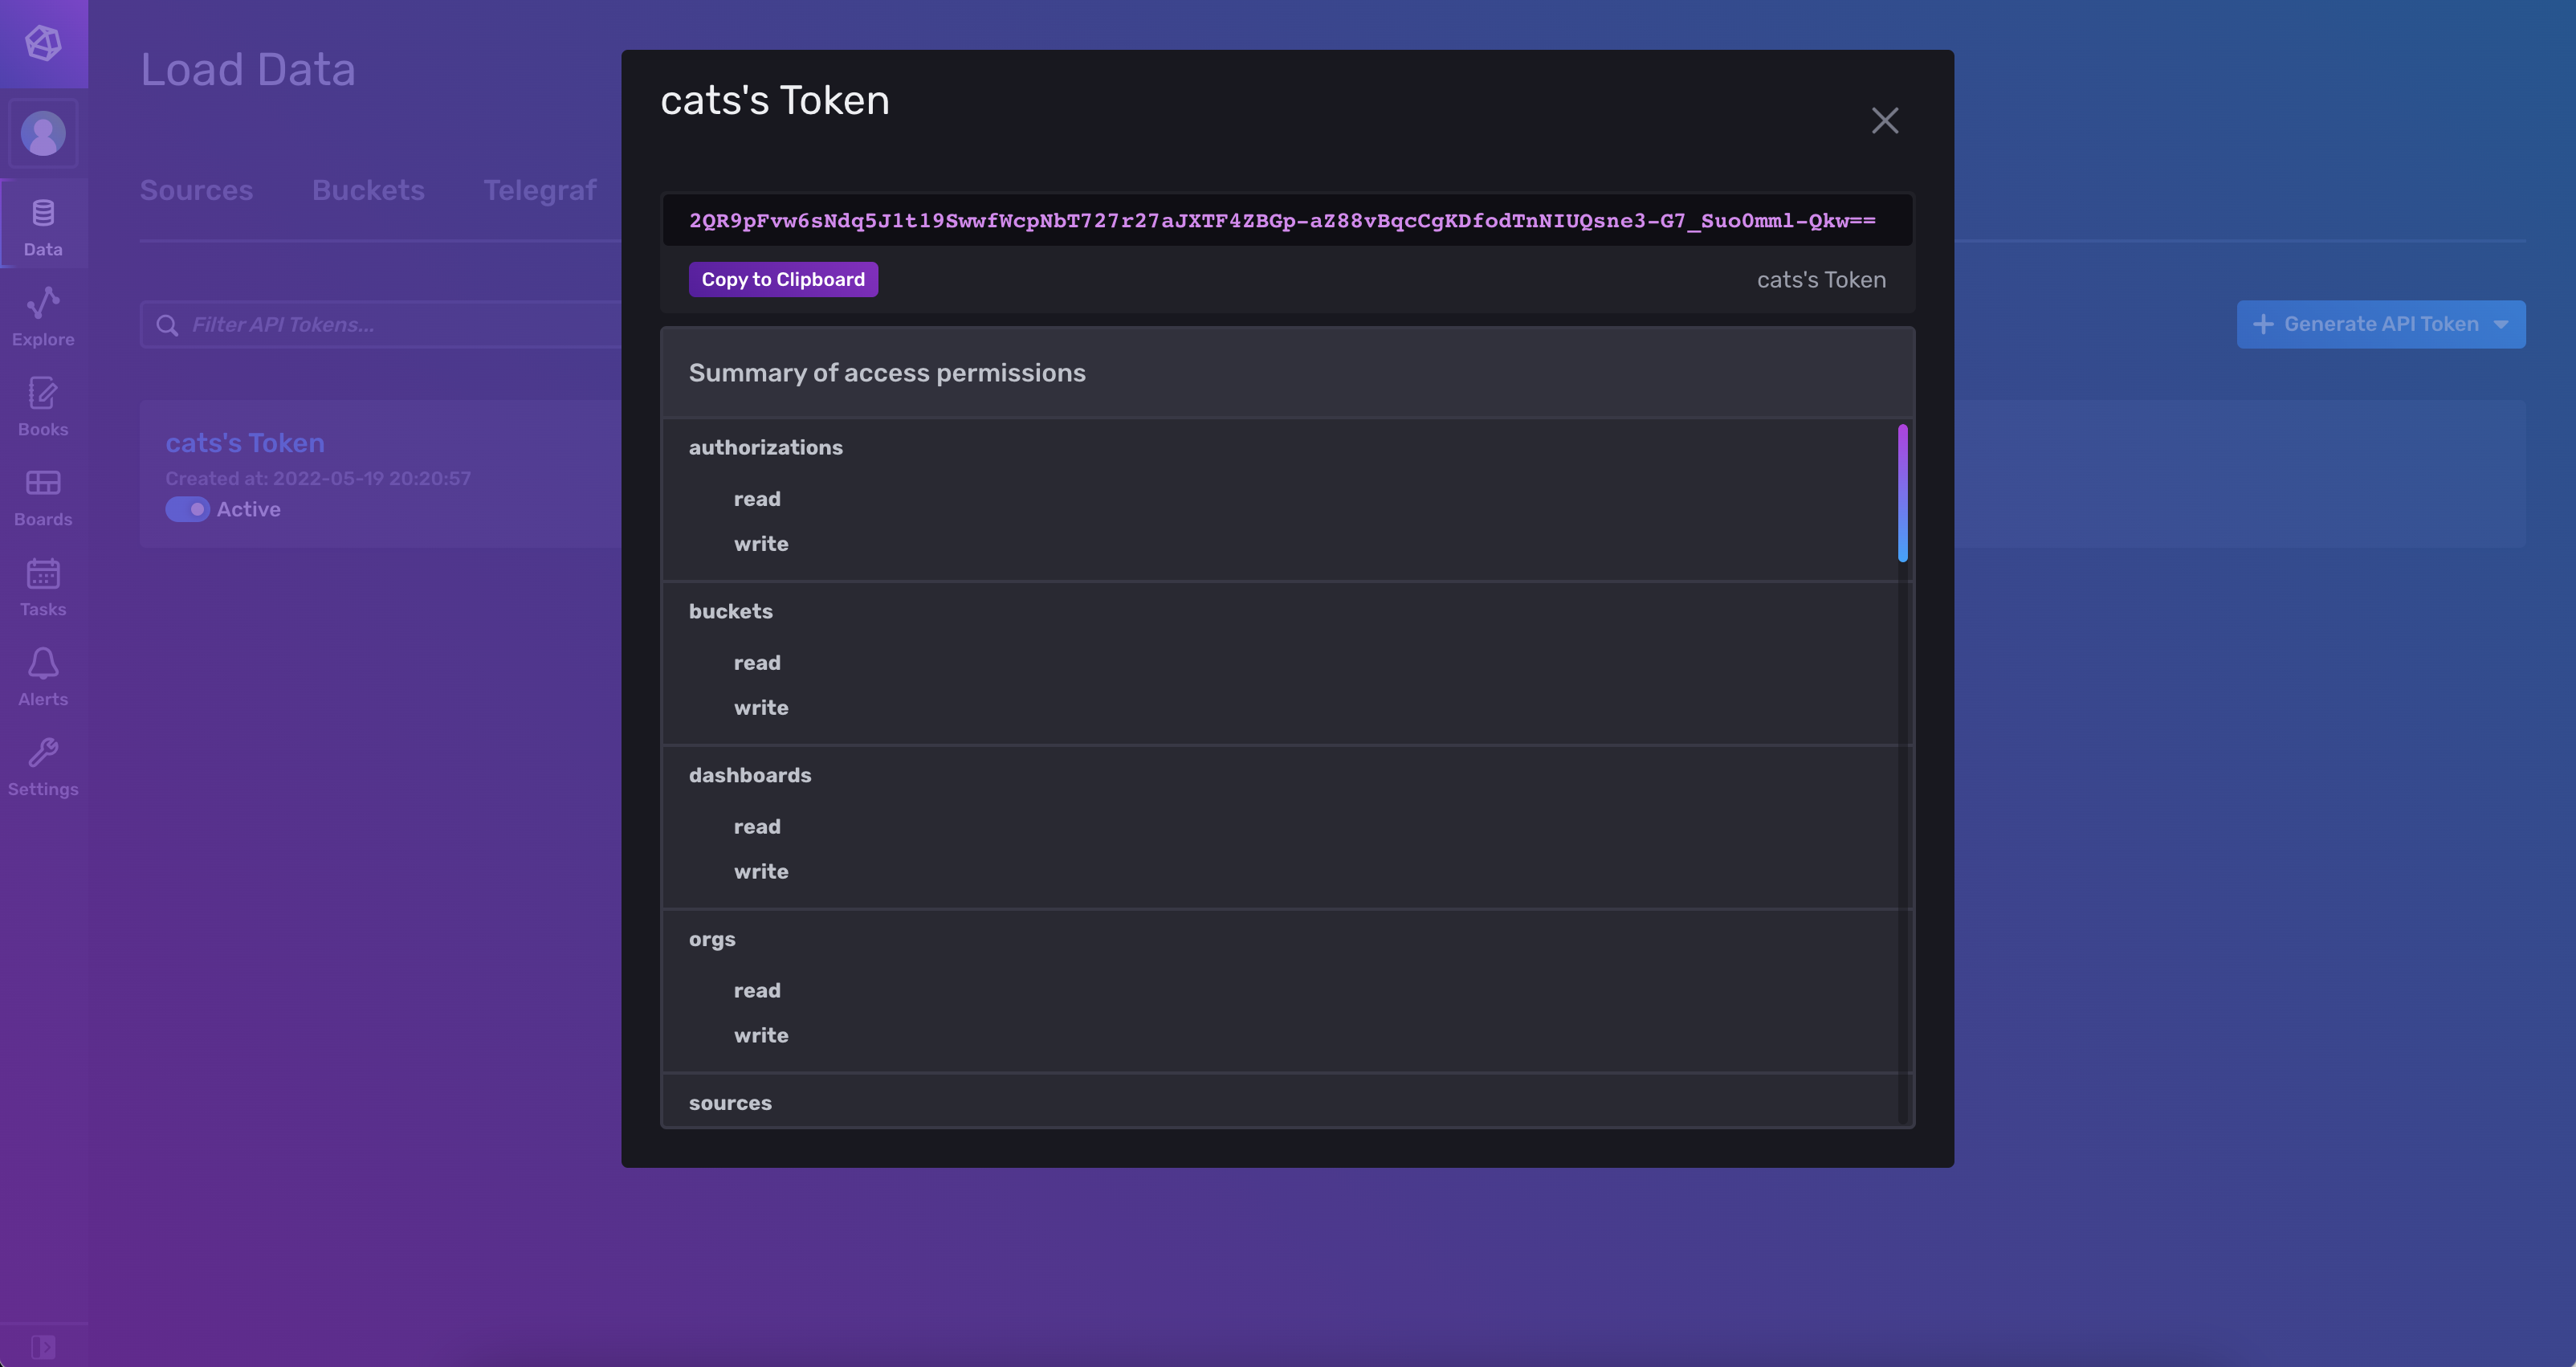 Load Data
Sources Buckets Telegraf
Data
Explore
Books
Boards
Tasks
Alerts
Settings
Filter API Tokens...
Generate API Token
cats's Token
Created at: 2022-05-19 20:20:57
Active
cats's Token
2QR9pFvw6sNdq5J1t19SwwfWcpNbT727r27aJXTF4ZBGp-aZ88vBqcCgKDfodTnNIUQsne3-G7_SuoOmml-Qkw==
Copy to Clipboard
cats's Token
Summary of access permissions
authorizations
read
write
buckets
read
write
dashboards
read
write
orgs
read
write
sources